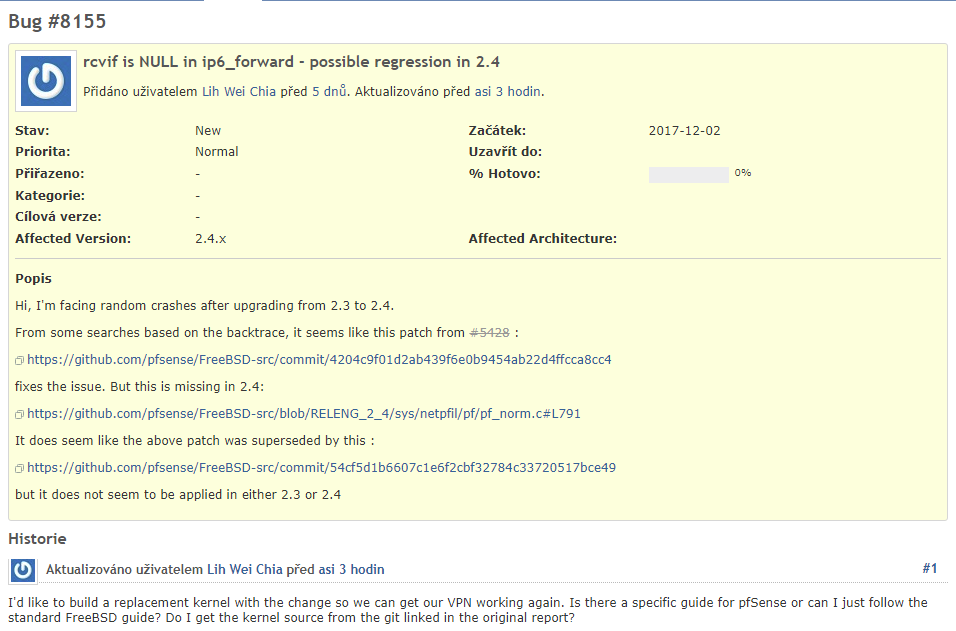 Bug #8155
rcvif is NULL in ip6_forward - possible regression in 2.4
Přidáno uživatelem Lih Wei Chia před 5 dnů. Aktualizováno před asi 3 hodin.
Stav: New Začátek: 2017-12-02
Priorita: Normal Uzavřít do:
Přiřazeno: - % Hotovo: 0%
Kategorie: -
Cílová verze: -
Affected Version: 2.4.x Affected Architecture:
Popis
Hi, I'm facing random crashes after upgrading from 2.3 to 2.4.
From some searches based on the backtrace, it seems like this patch from #5428 :
https://github.com/pfsense/FreeBSD-src/commit/4204c9f01d2ab439f6e0b9454ab22d4ffcca8cc4
fixes the issue. But this is missing in 2.4:
https://github.com/pfsense/FreeBSD-src/blob/RELENG_2_4/sys/netpfil/pf/pf_norm.c#L791
It does seem like the above patch was superseded by this :
https://github.com/pfsense/FreeBSD-src/commit/54cf5d1b6607c1e6f2cbf32784c33720517bce49
but it does not seem to be applied in either 2.3 or 2.4
Historie
Aktualizováno uživatelem Lih Wei Chia před asi 3 hodin #1
I'd like to build a replacement kernel with the change so we can get our VPN working again. Is there a specific guide for pfSense or can I just follow the
standard FreeBSD guide? Do I get the kernel source from the git linked in the original report?